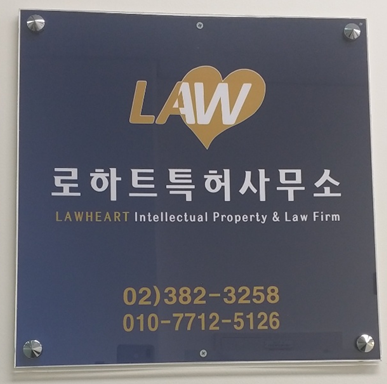 LAW
로하트특허사무소
LAWHEART Intellectual Property & Law Firm
02)382-3258
010-7712-5126